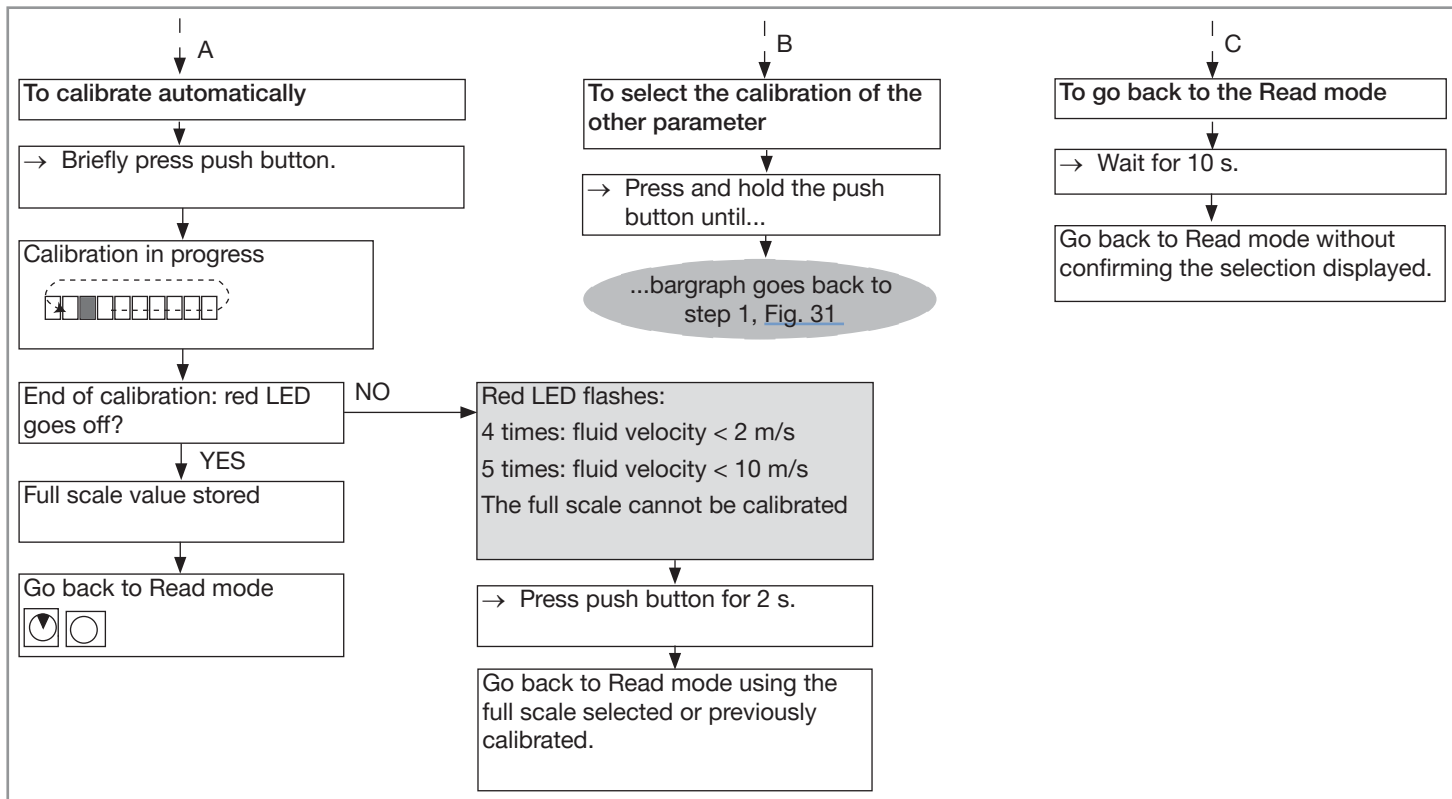 A
To calibrate automatically
→ Briefly press push button.
Calibration in progress
End of calibration: red LED
goes off?
NO
YES
Full scale value stored
Go back to Read mode
Red LED flashes:
4 times: fluid velocity < 2 m/s
5 times: fluid velocity < 10 m/s
The full scale cannot be calibrated
→ Press push button for 2 s.
Go back to Read mode using the
full scale selected or previously
calibrated.
B
To select the calibration of the
other parameter
→ Press and hold the push
button until...
...bargraph goes back to
step 1, Fig. 31
C
To go back to the Read mode
→ Wait for 10 s.
Go back to Read mode without
confirming the selection displayed.